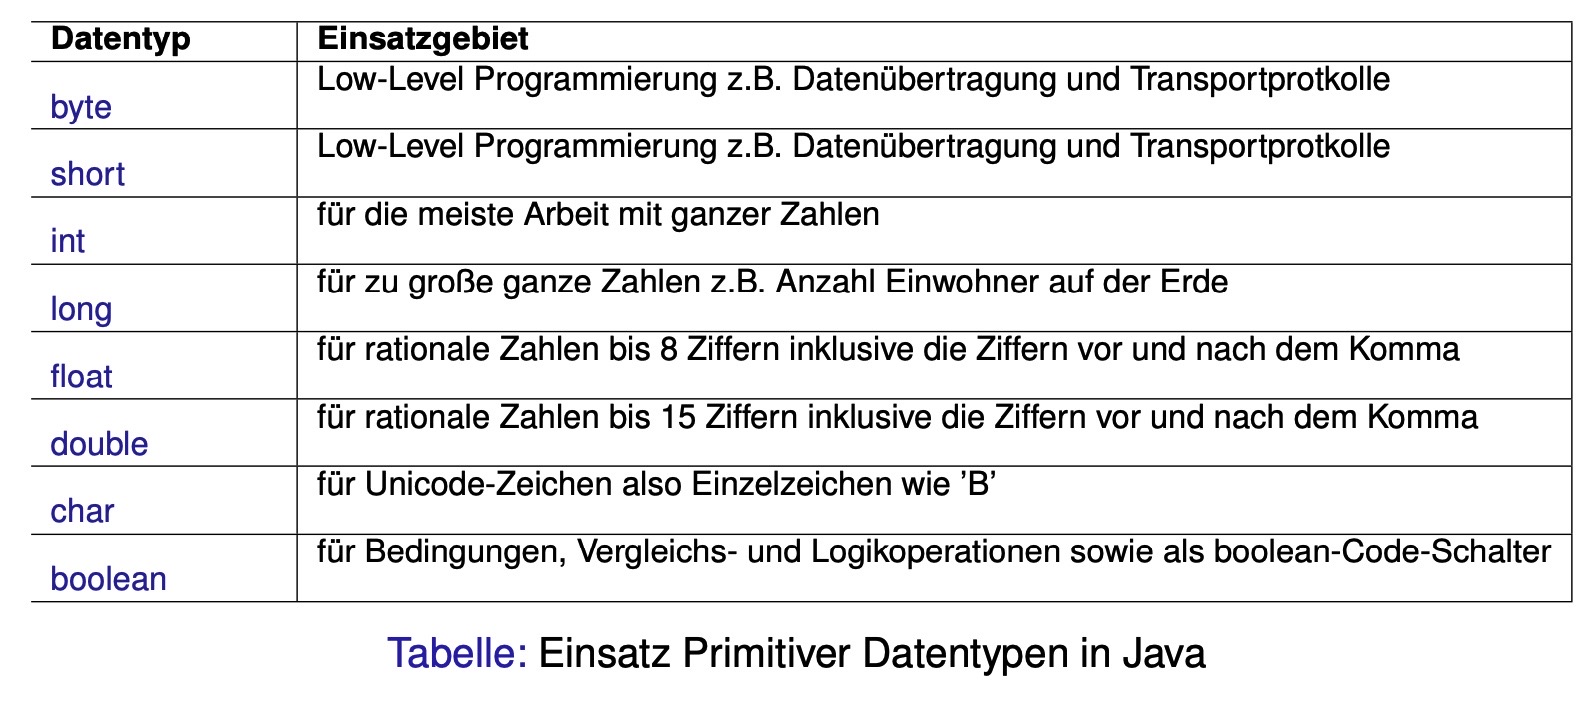 Datentyp Einsatzgebiet
byte Low-Level Programmierung z.B. Datenübertragung und Transportprotkolle
short Low-Level Programmierung z.B. Datenübertragung und Transportprotkolle
int für die meiste Arbeit mit ganzer Zahlen
long für zu große ganze Zahlen z.B. Anzahl Einwohner auf der Erde
float für rationale Zahlen bis 8 Ziffern inklusive die Ziffern vor und nach dem Komma
double für rationale Zahlen bis 15 Ziffern inklusive die Ziffern vor und nach dem Komma
char für Unicode-Zeichen also Einzelzeichen wie ’B’
boolean für Bedingungen, Vergleichs- und Logikoperationen sowie als boolean-Code-Schalter
Tabelle: Einsatz Primitiver Datentypen in Java